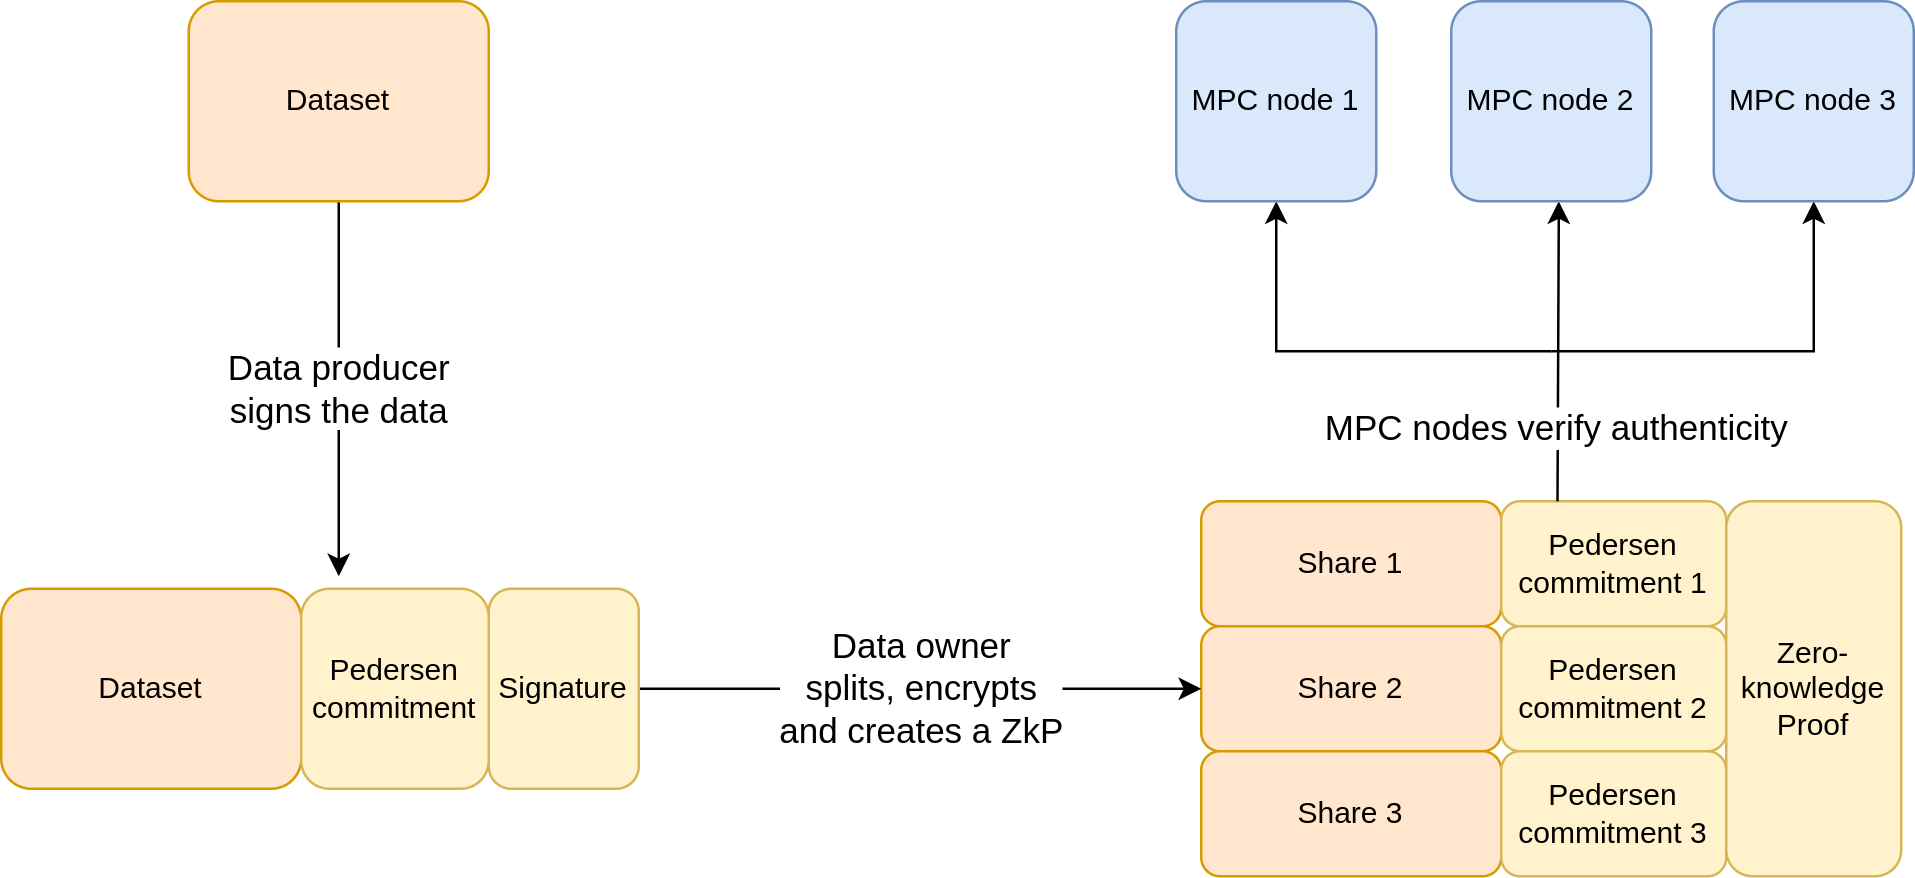 Dataset
MPC node 1
MPC node 2
MPC node 3
Data producer
signs the data
MPC nodes verify authenticity
Dataset
Pedersen
commitment
Signature
Data owner
splits, encrypts
and creates a ZkP
Share 1
Pedersen
commitment 1
Share 2
Pedersen
commitment 2
Share 3
Pedersen
commitment 3
Zero-
knowledge
Proof